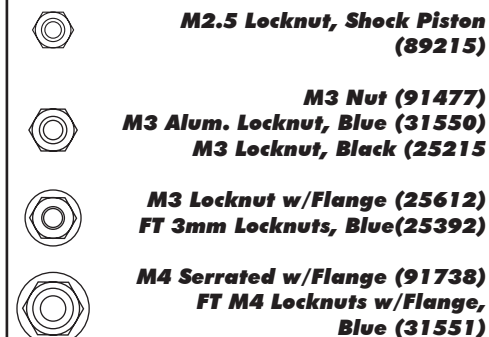 M2.5 Locknut, Shock Piston
(89215)
M3 Nut (91477)
M3 Alum. Locknut, Blue (31550)
M3 Locknut, Black (25215
M3 Locknut w/Flange (25612)
FT 3mm Locknuts, Blue(25392)
M4 Serrated w/Flange (91738)
FT M4 Locknuts w/Flange,
Blue (31551)